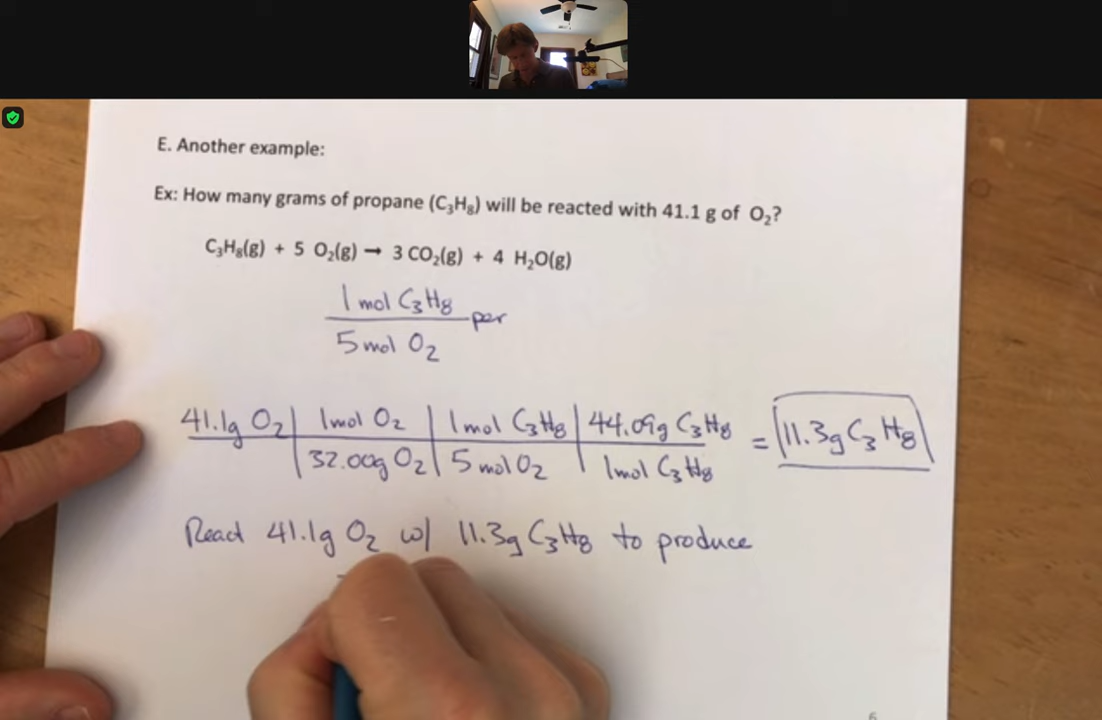 E. Another example:
Ex: How many grams of propane (C₃H₈) will be reacted with 41.1 g of O₂?
C₃H₈(g) + 5 O₂(g) → 3 CO₂(g) + 4 H₂O(g)
1 mol C₃H₈
per
5 mol O₂
41.1g O₂ | 1mol O₂ | 1mol C₃H₈ | 44.09g C₃H₈ = 11.3g C₃H₈
32.00g O₂ | 5 mol O₂ | 1mol C₃H₈
React 41.1g O₂ w/ 11.3g C₃H₈ to produce
6